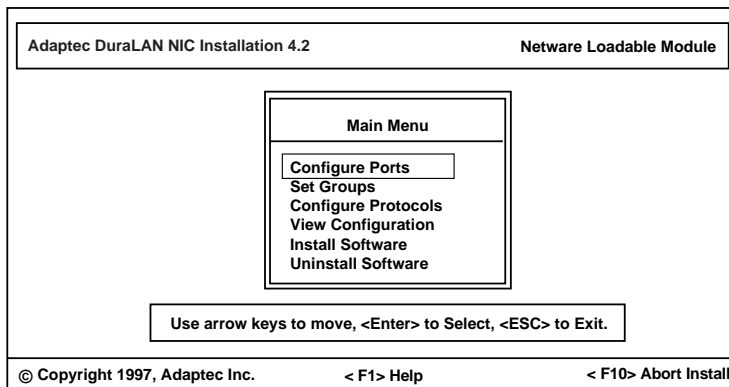 Adaptec DuraLAN NIC Installation 4.2 Netware Loadable Module
Main Menu
Configure Ports
Set Groups
Configure Protocols
View Configuration
Install Software
Uninstall Software
Use arrow keys to move, <Enter> to Select, <ESC> to Exit.
© Copyright 1997, Adaptec Inc. < F1> Help < F10> Abort Install